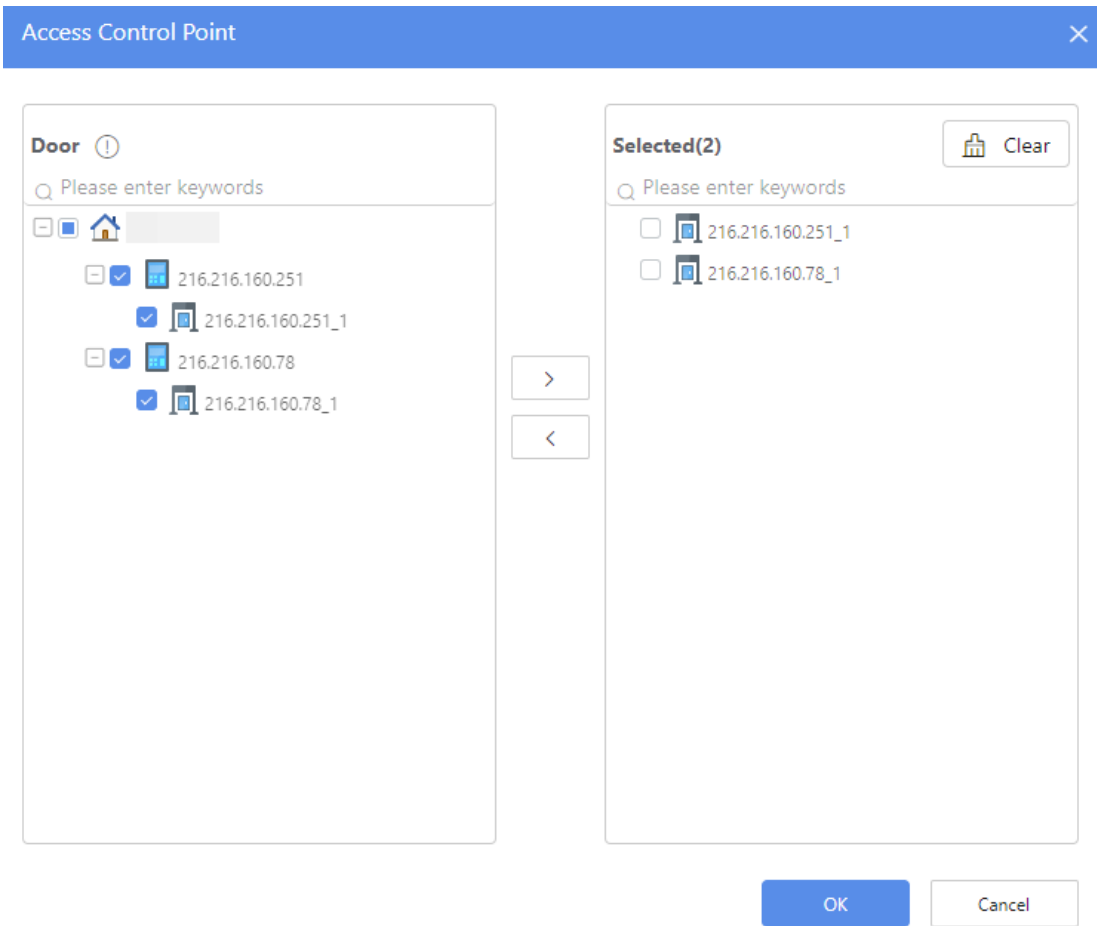 Access Control Point
Door
Please enter keywords
216.216.160.251
216.216.160.251_1
216.216.160.78
216.216.160.78_1
>
<
Selected(2)
Clear
Please enter keywords
216.216.160.251_1
216.216.160.78_1
OK
Cancel